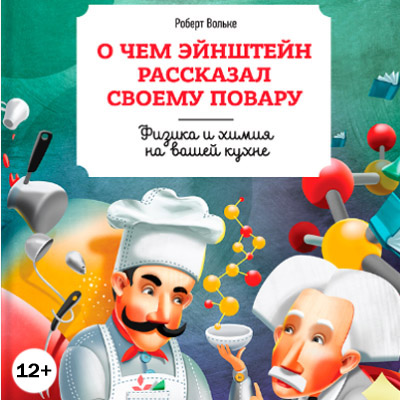 Роберт Вольке
О ЧЕМ ЭЙНШТЕЙН
РАССКАЗАЛ
СВОЕМУ ПОВАРУ
Физика и химия
на вашей кухне
12+